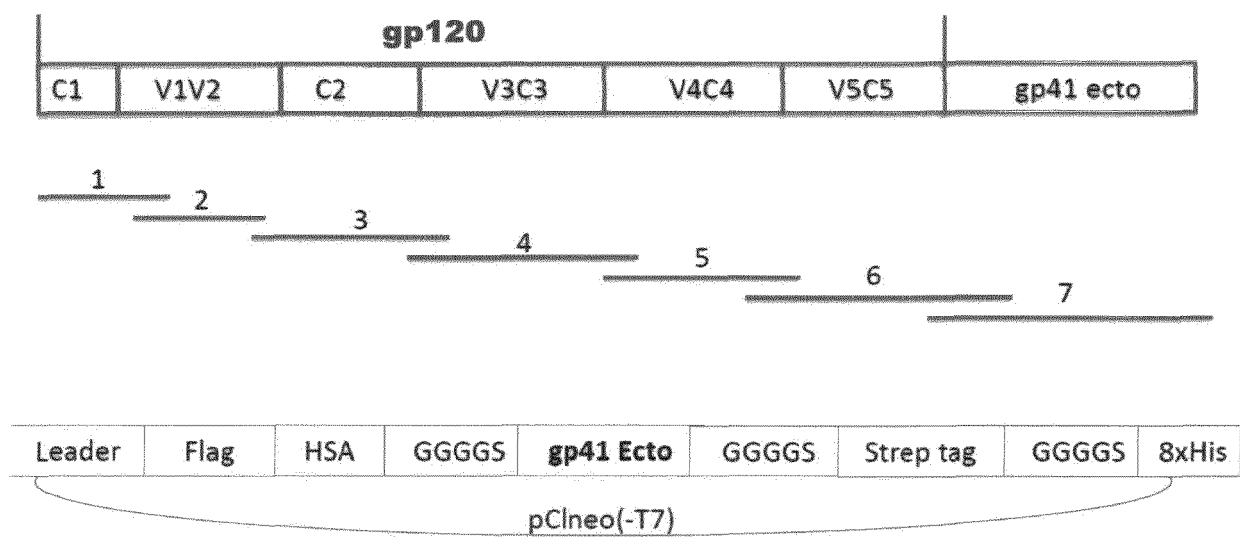 gp120
C1 V1V2 C2 V3C3 V4C4 V5C5 gp41 ecto
1
2
3
4
5
6
7
Leader Flag HSA GGGGS gp41 Ecto GGGGS Strep tag GGGGS 8xHis
pClneo(-T7)